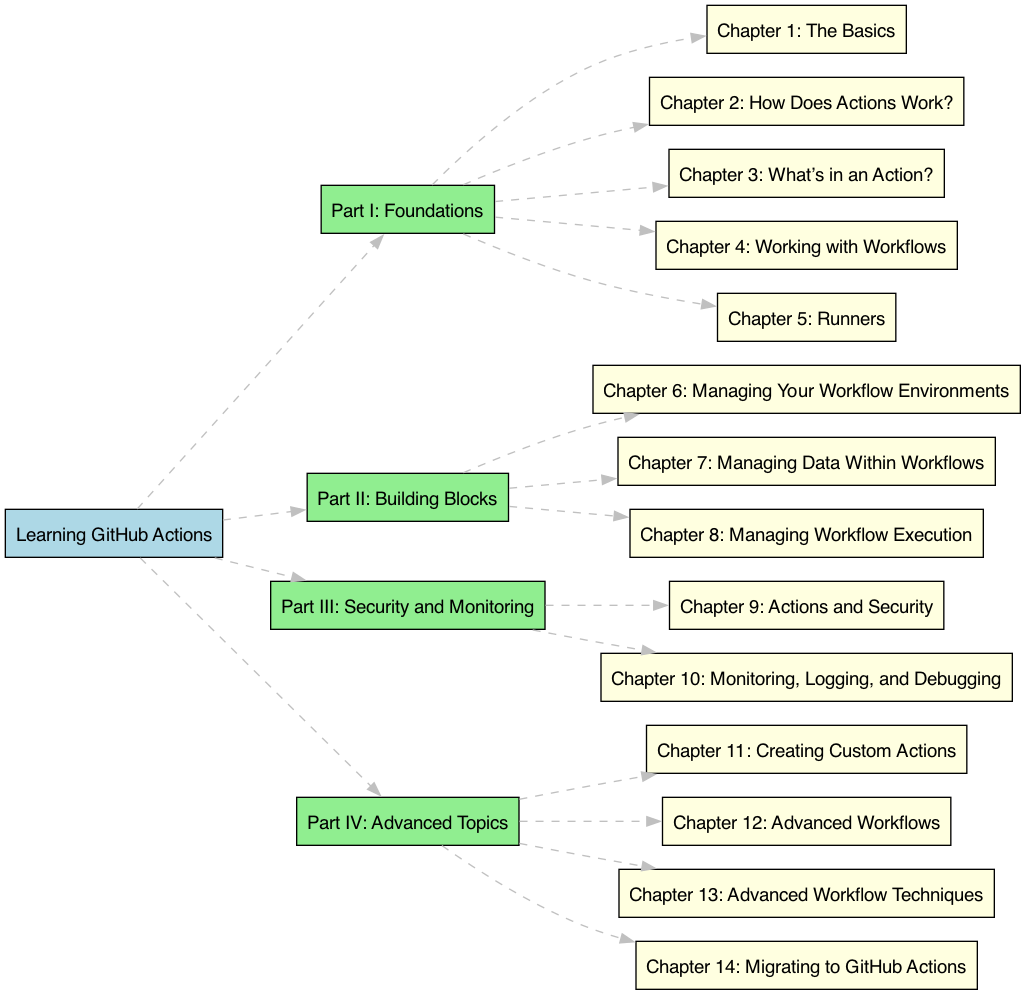 Learning GitHub Actions
Part I: Foundations
Chapter 1: The Basics
Chapter 2: How Does Actions Work?
Chapter 3: What’s in an Action?
Chapter 4: Working with Workflows
Chapter 5: Runners
Part II: Building Blocks
Chapter 6: Managing Your Workflow Environments
Chapter 7: Managing Data Within Workflows
Chapter 8: Managing Workflow Execution
Part III: Security and Monitoring
Chapter 9: Actions and Security
Chapter 10: Monitoring, Logging, and Debugging
Part IV: Advanced Topics
Chapter 11: Creating Custom Actions
Chapter 12: Advanced Workflows
Chapter 13: Advanced Workflow Techniques
Chapter 14: Migrating to GitHub Actions